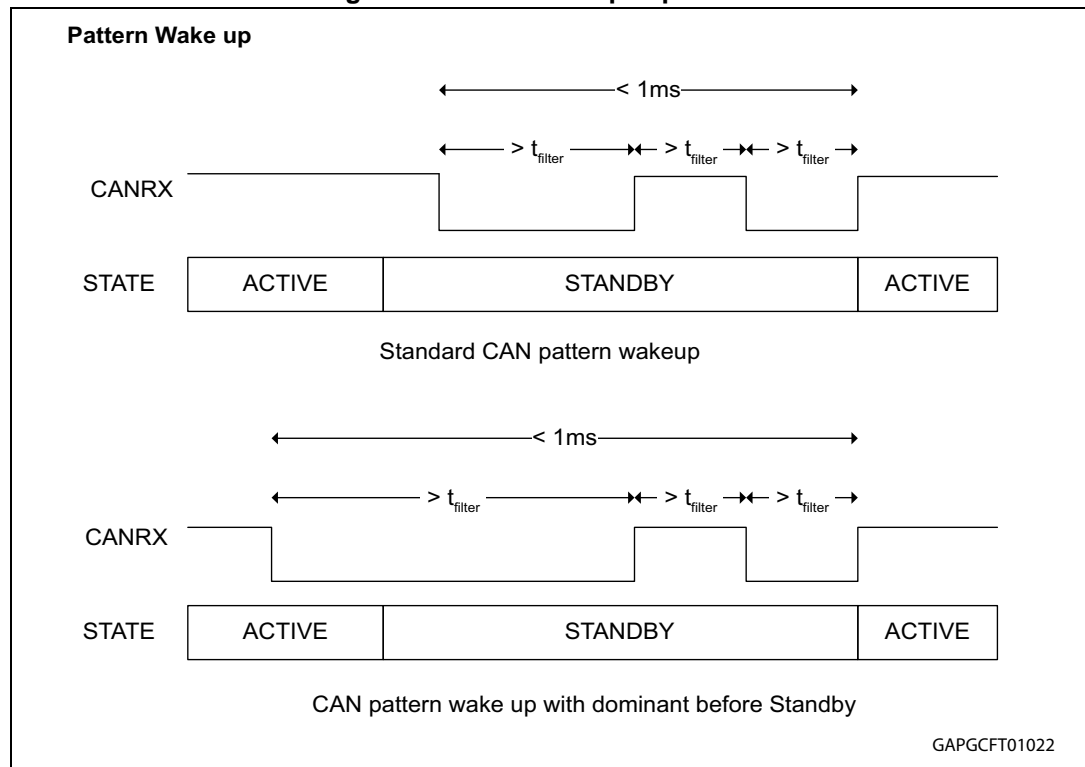 Pattern Wake up
< 1ms
> tfilter > tfilter > tfilter
CANRX
STATE ACTIVE STANDBY ACTIVE
Standard CAN pattern wakeup
< 1ms
> tfilter > tfilter > tfilter
CANRX
STATE ACTIVE STANDBY ACTIVE
CAN pattern wake up with dominant before Standby
GAPGCFT01022